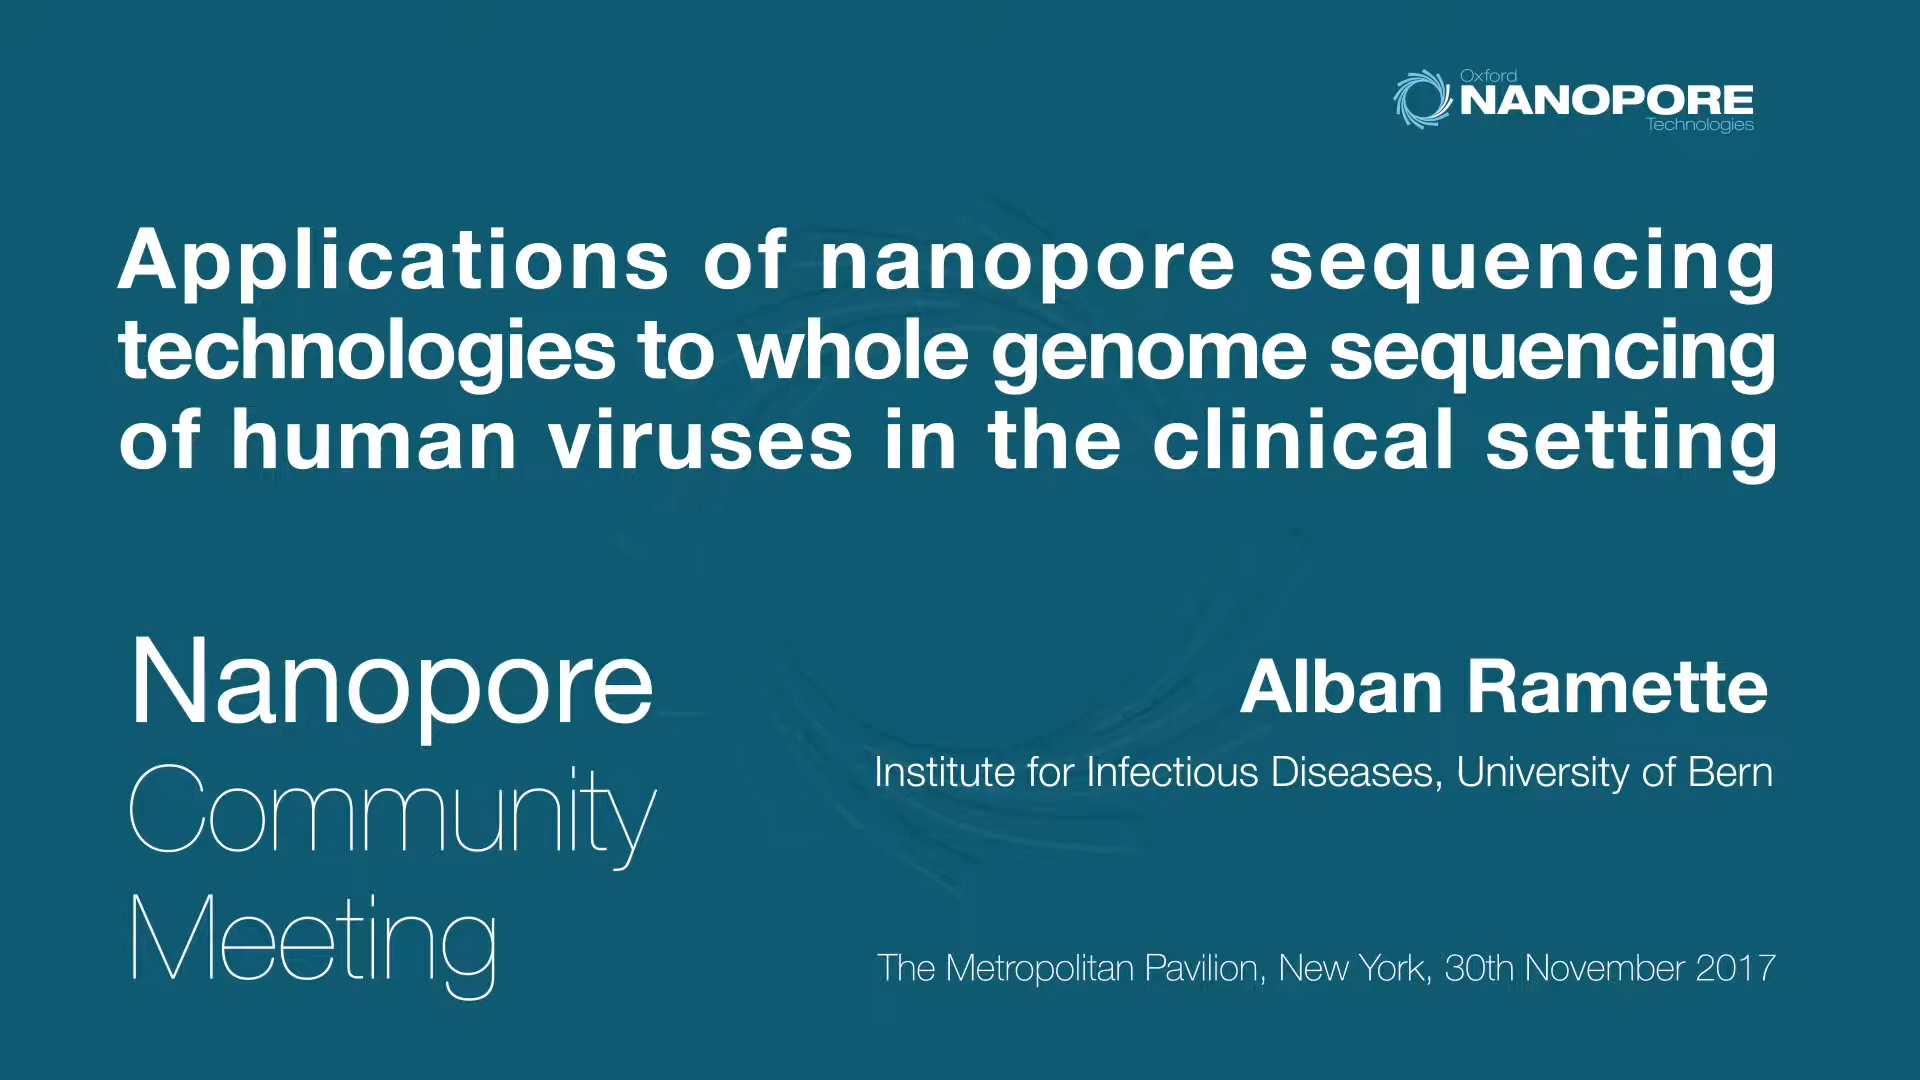 Oxford
NANOPORE
Technologies
Applications of nanopore sequencing
technologies to whole genome sequencing
of human viruses in the clinical setting
Nanopore
Community
Meeting
Alban Ramette
Institute for Infectious Diseases, University of Bern
The Metropolitan Pavilion, New York, 30th November 2017